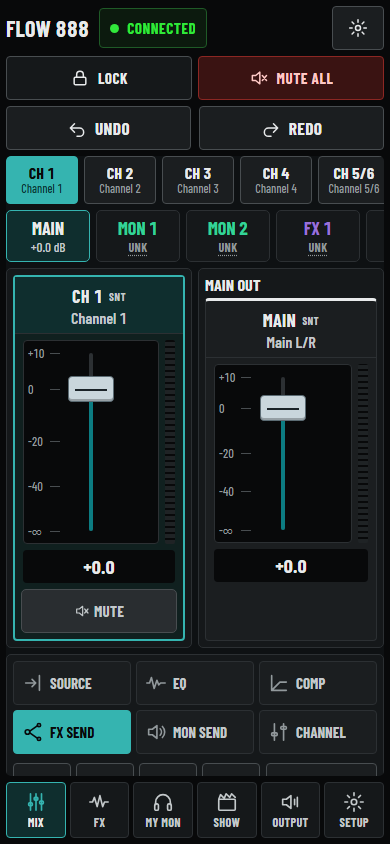 FLOW 888
CONNECTED
LOCK
MUTE ALL
UNDO
REDO
CH 1
Channel 1
CH 2
Channel 2
CH 3
Channel 3
CH 4
Channel 4
CH 5/6
Channel 5/6
MAIN
+0.0 dB
MON 1
UNK
MON 2
UNK
FX 1
UNK
CH 1 SNT
Channel 1
+10
0
-20
-40
-∞
+0.0
MUTE
MAIN OUT
MAIN SNT
Main L/R
+10
0
-20
-40
-∞
+0.0
SOURCE
EQ
COMP
FX SEND
MON SEND
CHANNEL
MIX
FX
MY MON
SHOW
OUTPUT
SETUP